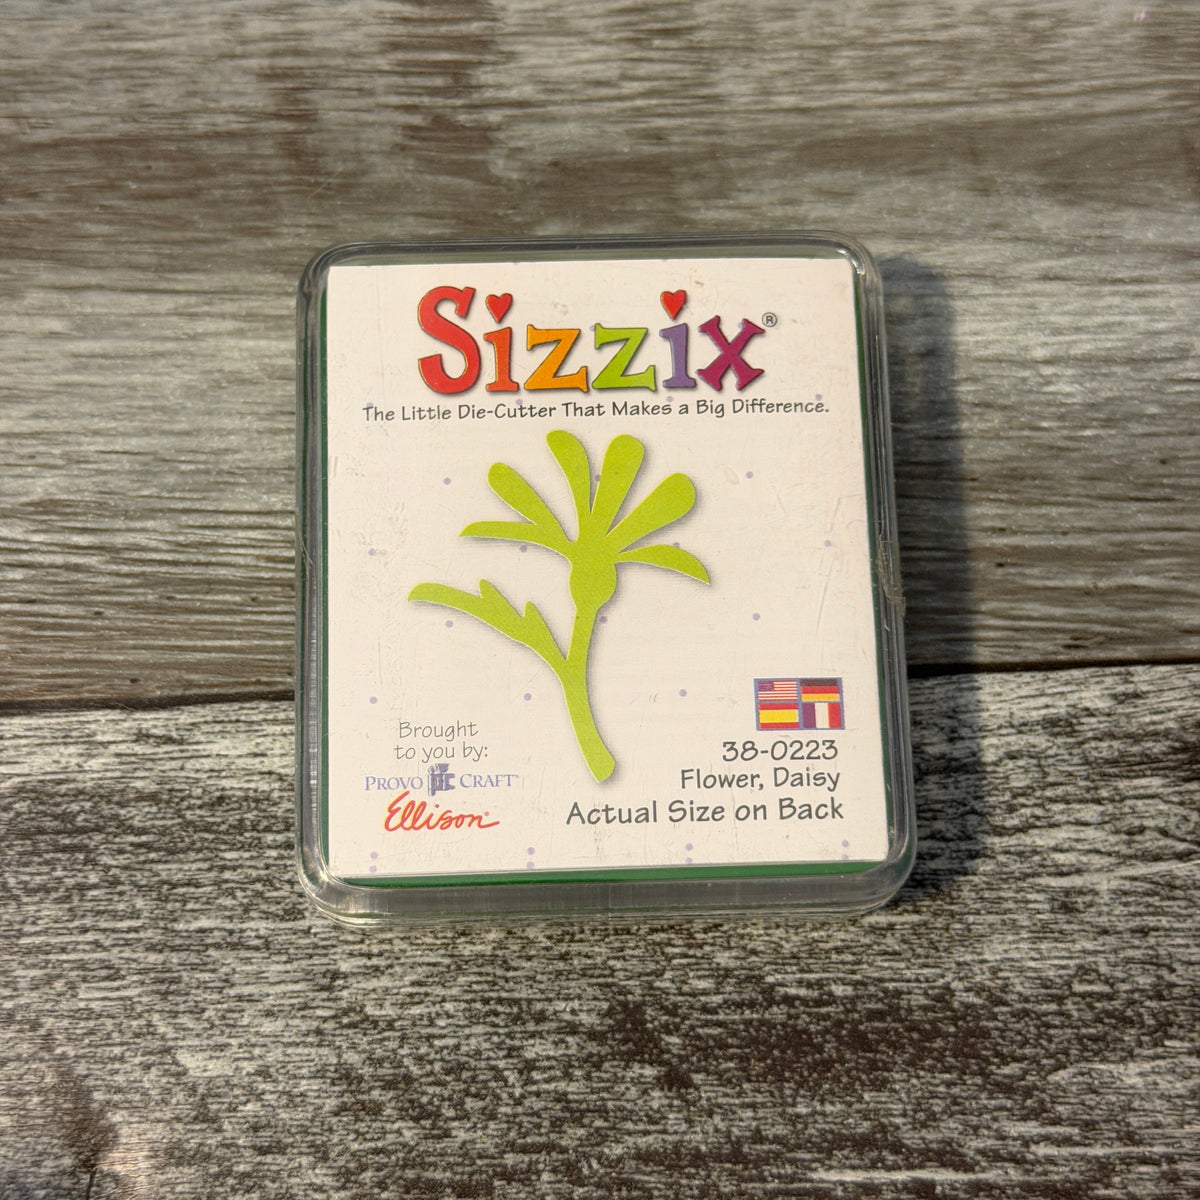 Sizzix®
The Little Die-Cutter That Makes a Big Difference.
Brought
to you by:
PROVO CRAFT
Ellison
38-0223
Flower, Daisy
Actual Size on Back